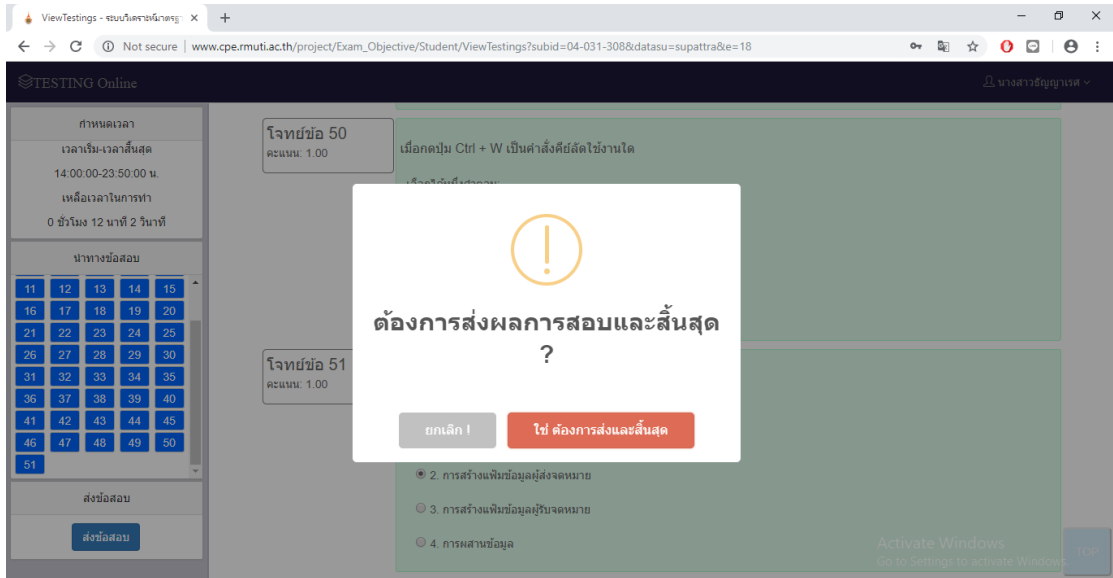 ViewTestings - ระบบวิเคราะห์มาตรฐา
Not secure | www.cpe.rmuti.ac.th/project/Exam_Objective/Student/ViewTestings?subid=04-031-308&datasu=supattra&e=18
TESTING Online
นางสาวธัญญาเรศ
กำหนดเวลา
เวลาเริ่ม-เวลาสิ้นสุด
14:00:00-23:50:00 น.
เหลือเวลาในการทำ
0 ชั่วโมง 12 นาที 2 วินาที
นำทางข้อสอบ
11 12 13 14 15
16 17 18 19 20
21 22 23 24 25
26 27 28 29 30
31 32 33 34 35
36 37 38 39 40
41 42 43 44 45
46 47 48 49 50
51
ส่งข้อสอบ
ส่งข้อสอบ
โจทย์ข้อ 50
คะแนน: 1.00
เมื่อกดปุ่ม Ctrl + W เป็นคำสั่งคีย์ลัดใช้งานใด
โจทย์ข้อ 51
คะแนน: 1.00
ต้องการส่งผลการสอบและสิ้นสุด
?
ยกเลิก !
ใช่ ต้องการส่งและสิ้นสุด
2. การสร้างแฟ้มข้อมูลผู้ส่งจดหมาย
3. การสร้างแฟ้มข้อมูลผู้รับจดหมาย
4. การผสานข้อมูล
Activate Windows
Go to Settings to activate Windows.
TOP